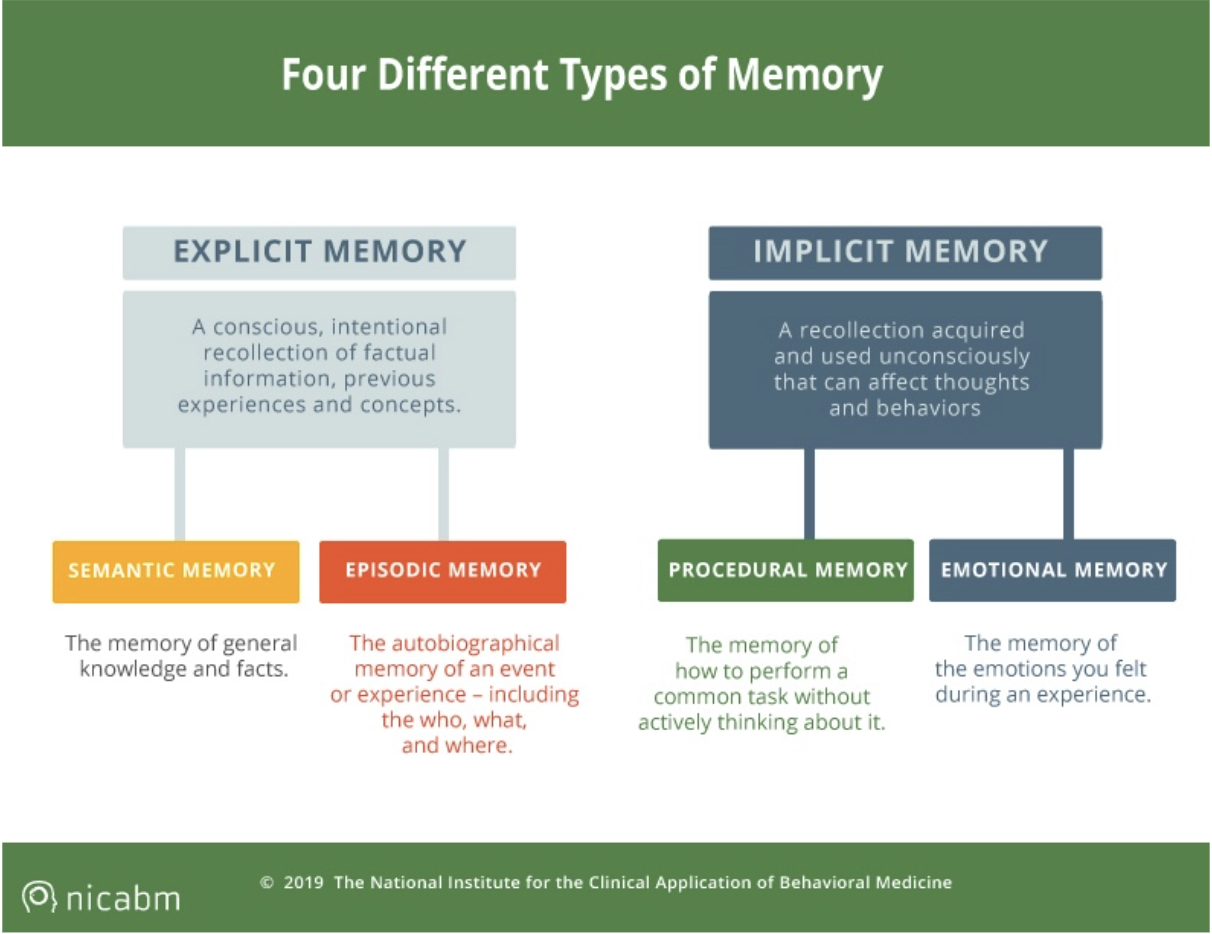 Four Different Types of Memory
EXPLICIT MEMORY
A conscious, intentional
recollection of factual
information, previous
experiences and concepts.
IMPLICIT MEMORY
A recollection acquired
and used unconsciously
that can affect thoughts
and behaviors
SEMANTIC MEMORY
The memory of general
knowledge and facts.
EPISODIC MEMORY
The autobiographical
memory of an event
or experience – including
the who, what,
and where.
PROCEDURAL MEMORY
The memory of
how to perform a
common task without
actively thinking about it.
EMOTIONAL MEMORY
The memory of
the emotions you felt
during an experience.
nicabm
© 2019 The National Institute for the Clinical Application of Behavioral Medicine